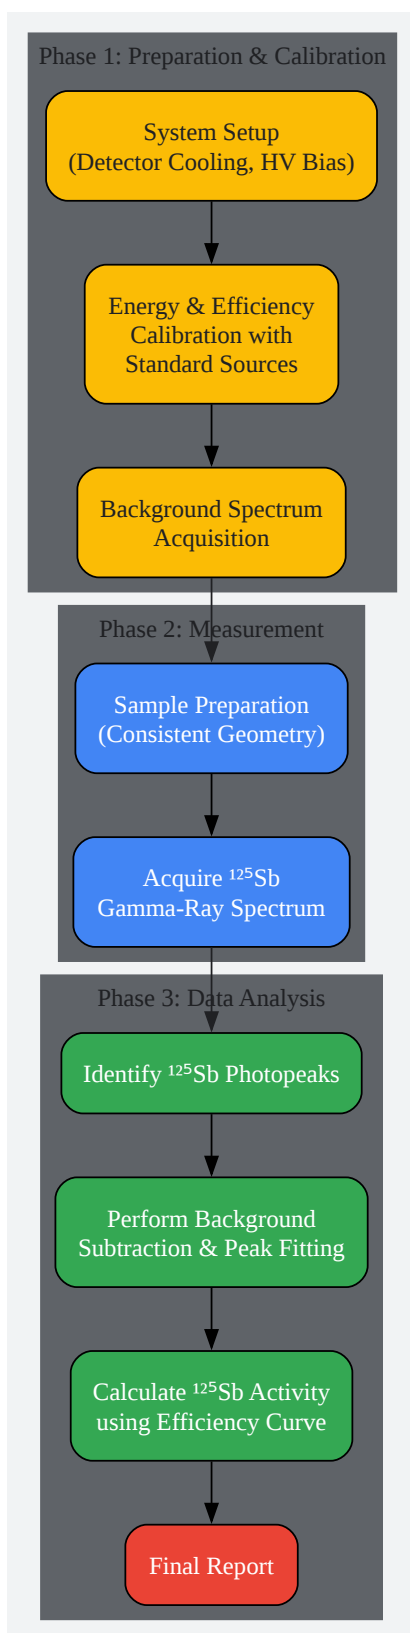 Phase 1: Preparation & Calibration
System Setup
(Detector Cooling, HV Bias)
Energy & Efficiency
Calibration with
Standard Sources
Background Spectrum
Acquisition
Phase 2: Measurement
Sample Preparation
(Consistent Geometry)
Acquire ¹²⁵Sb
Gamma-Ray Spectrum
Phase 3: Data Analysis
Identify ¹²⁵Sb Photopeaks
Perform Background
Subtraction & Peak Fitting
Calculate ¹²⁵Sb Activity
using Efficiency Curve
Final Report